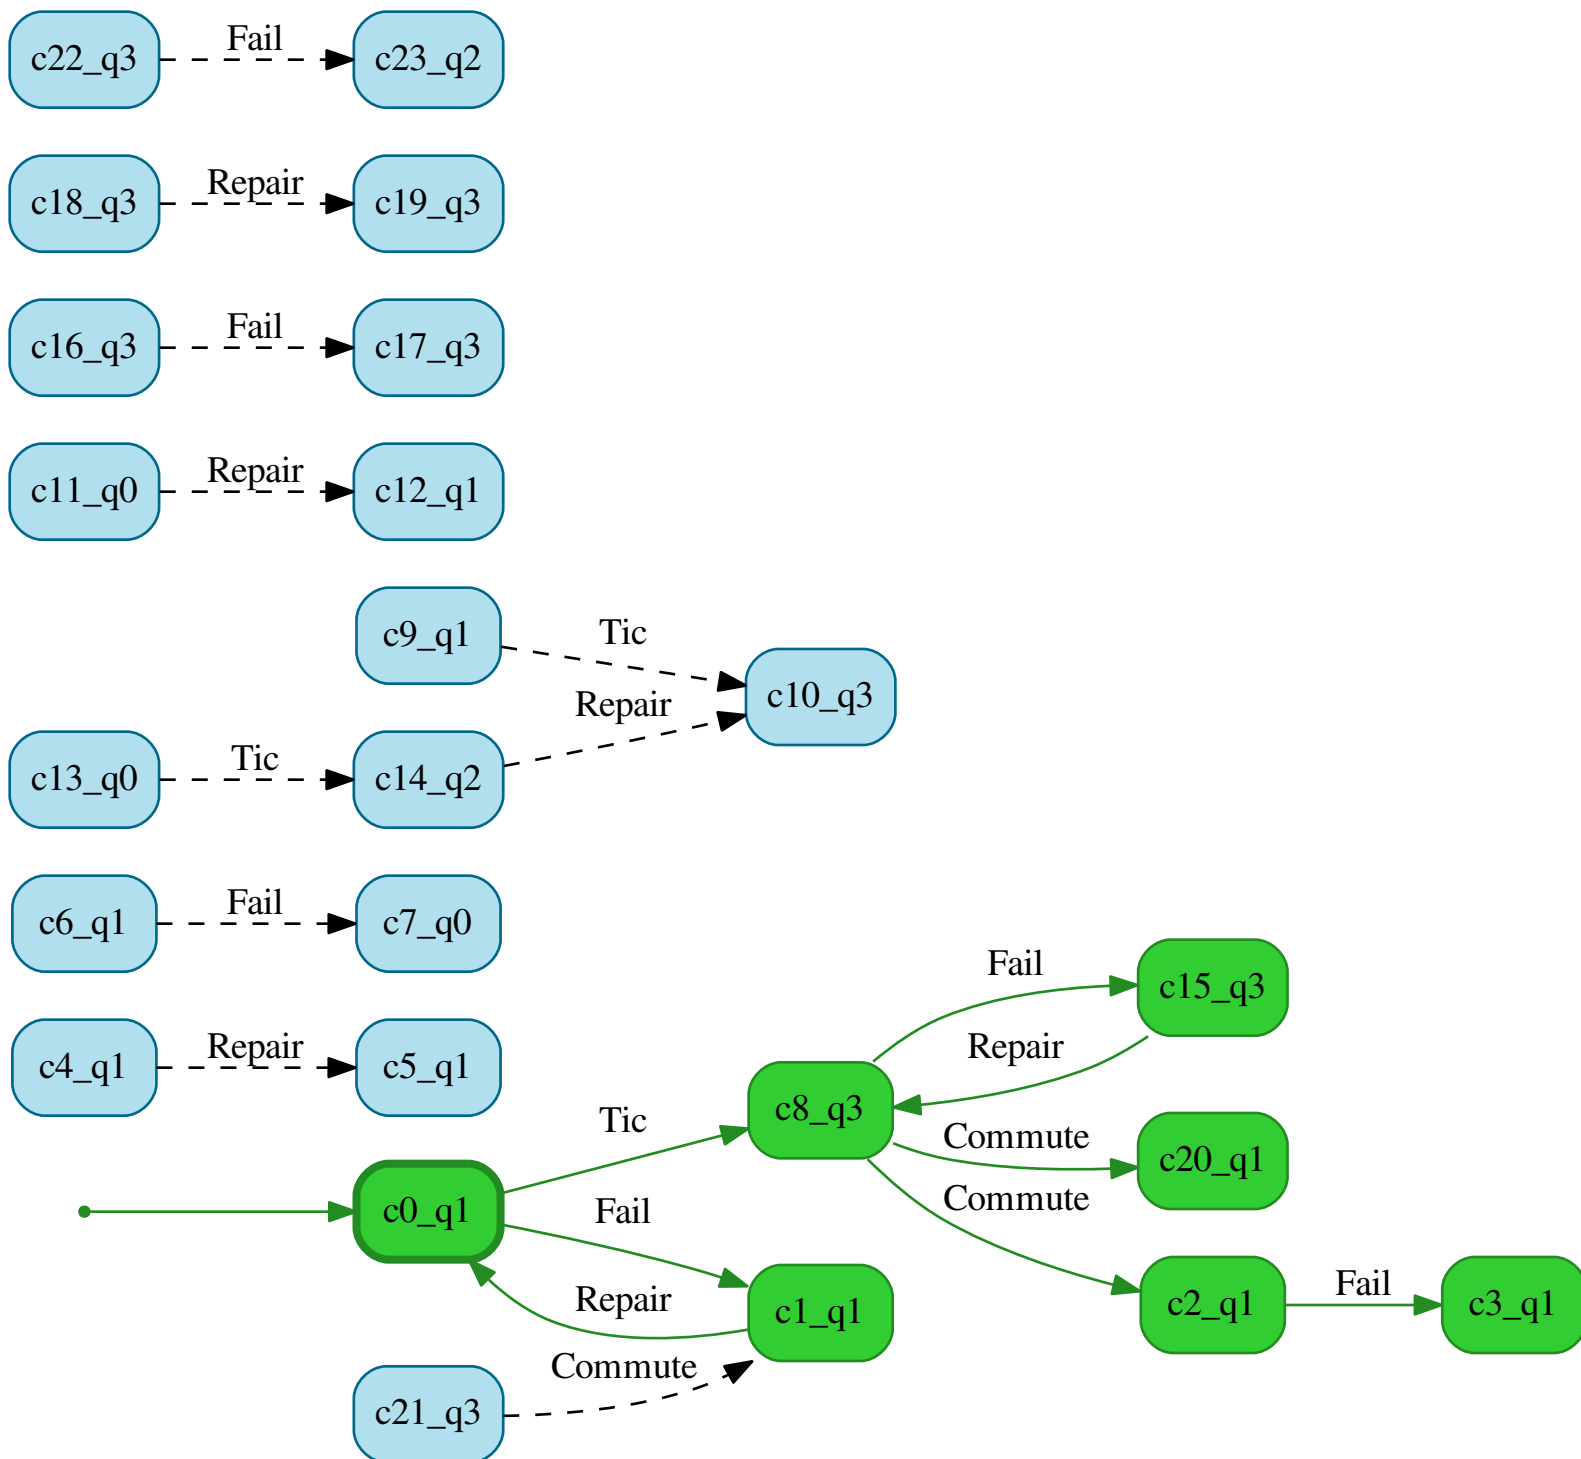 c22_q3 Fail c23_q2
c18_q3 Repair c19_q3
c16_q3 Fail c17_q3
c11_q0 Repair c12_q1
c9_q1 Tic
c10_q3
Repair
c13_q0 Tic c14_q2
c6_q1 Fail c7_q0
Fail c15_q3
c4_q1 Repair c5_q1
Repair
c8_q3
Tic
Commute c20_q1
Commute
c0_q1 Fail
Repair c1_q1 c2_q1 Fail c3_q1
Commute
c21_q3